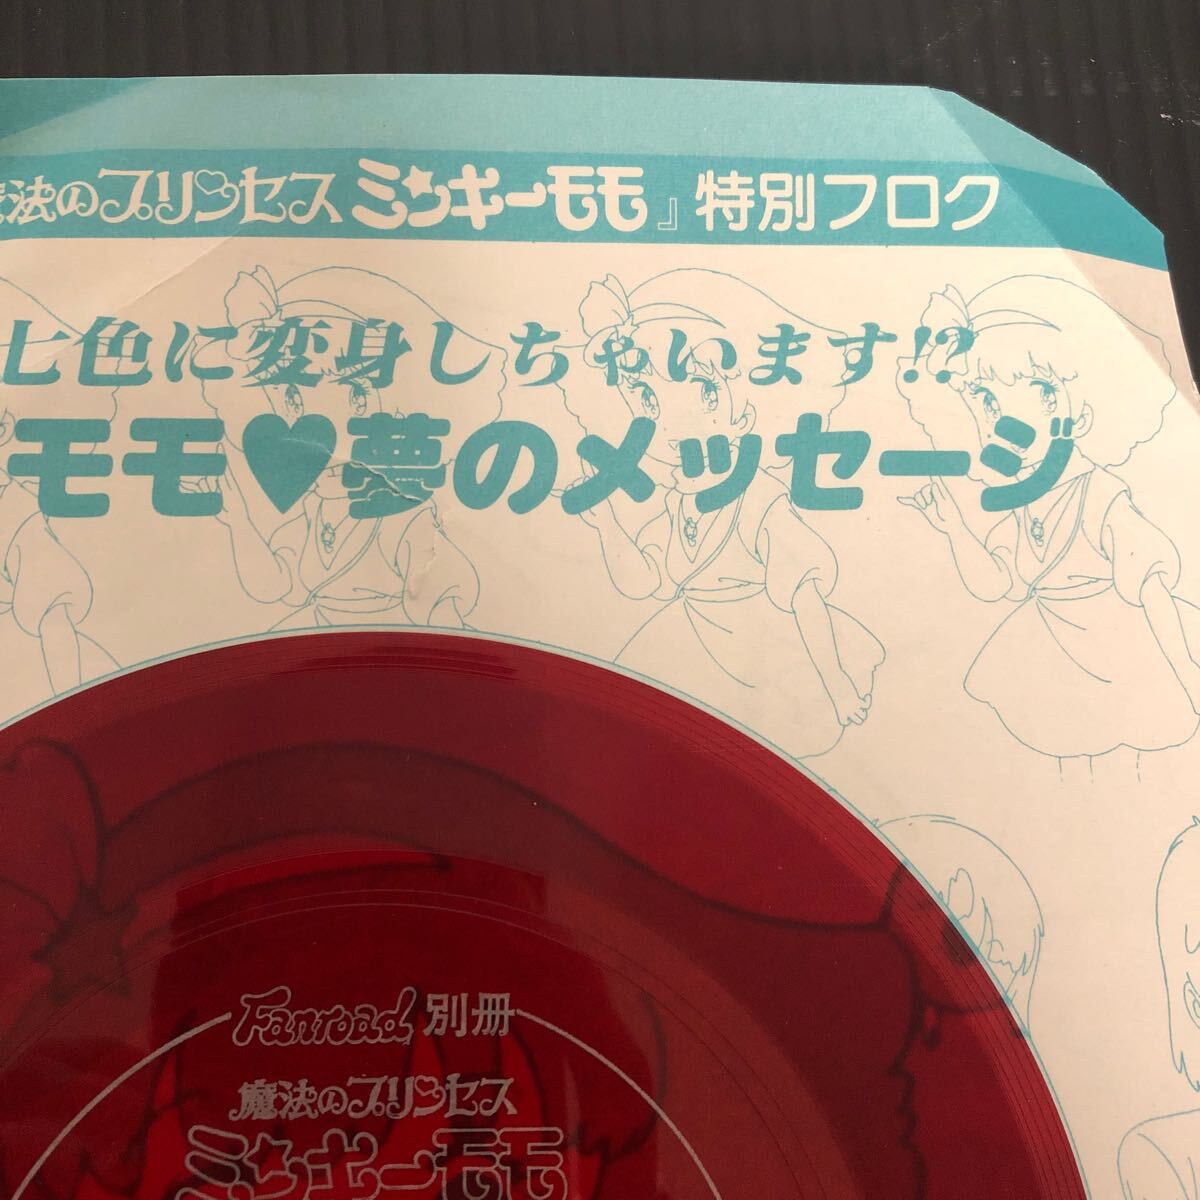 魔法のプリンセス ミンキーモモ』特別フロク
七色に変身しちゃいます!?
モモ♥夢のメッセージ
Fanroad 別冊
魔法のプリンセス
ミンキーモモ